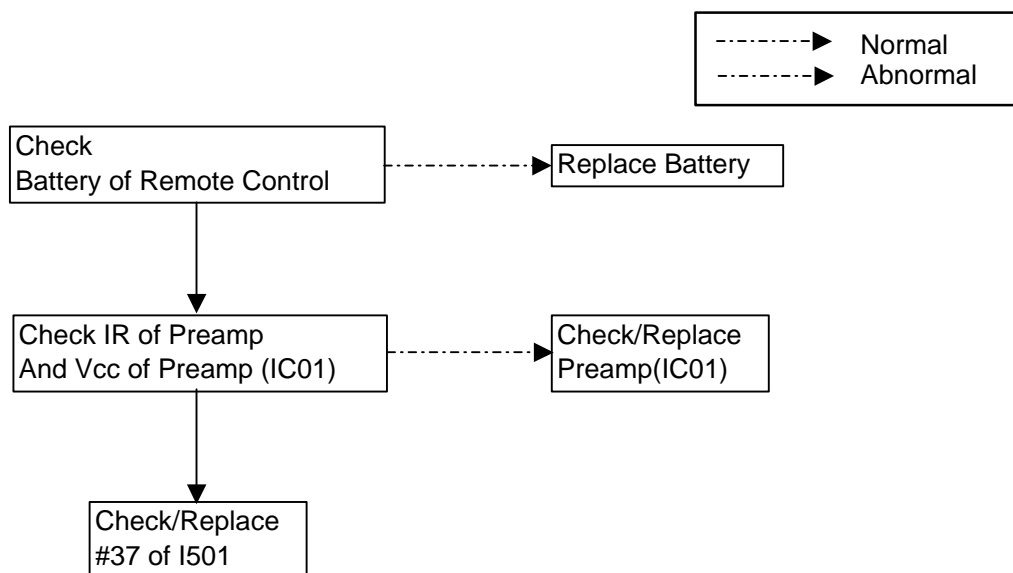 Normal
Abnormal
Check
Battery of Remote Control
Replace Battery
Check IR of Preamp
And Vcc of Preamp (IC01)
Check/Replace
Preamp(IC01)
Check/Replace
#37 of I501